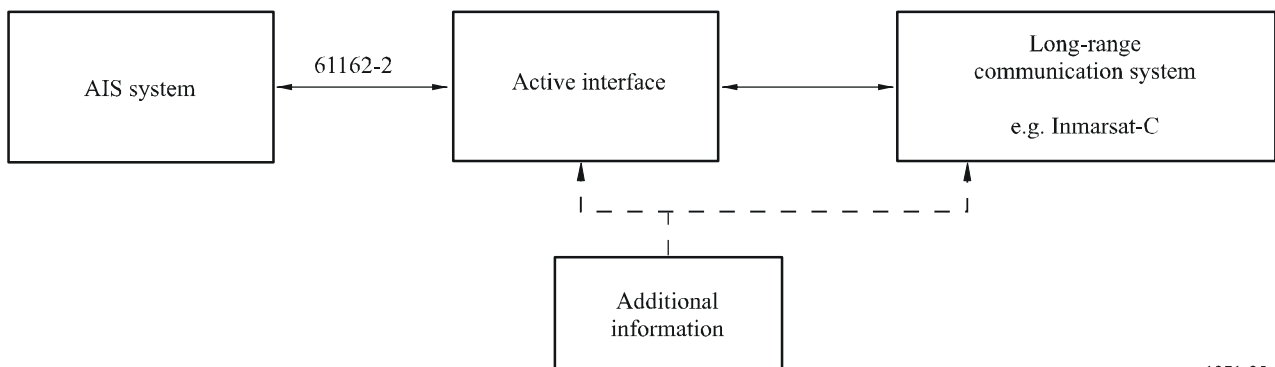 AIS system
61162-2
Active interface
Long-range
communication system
e.g. Inmarsat-C
Additional
information